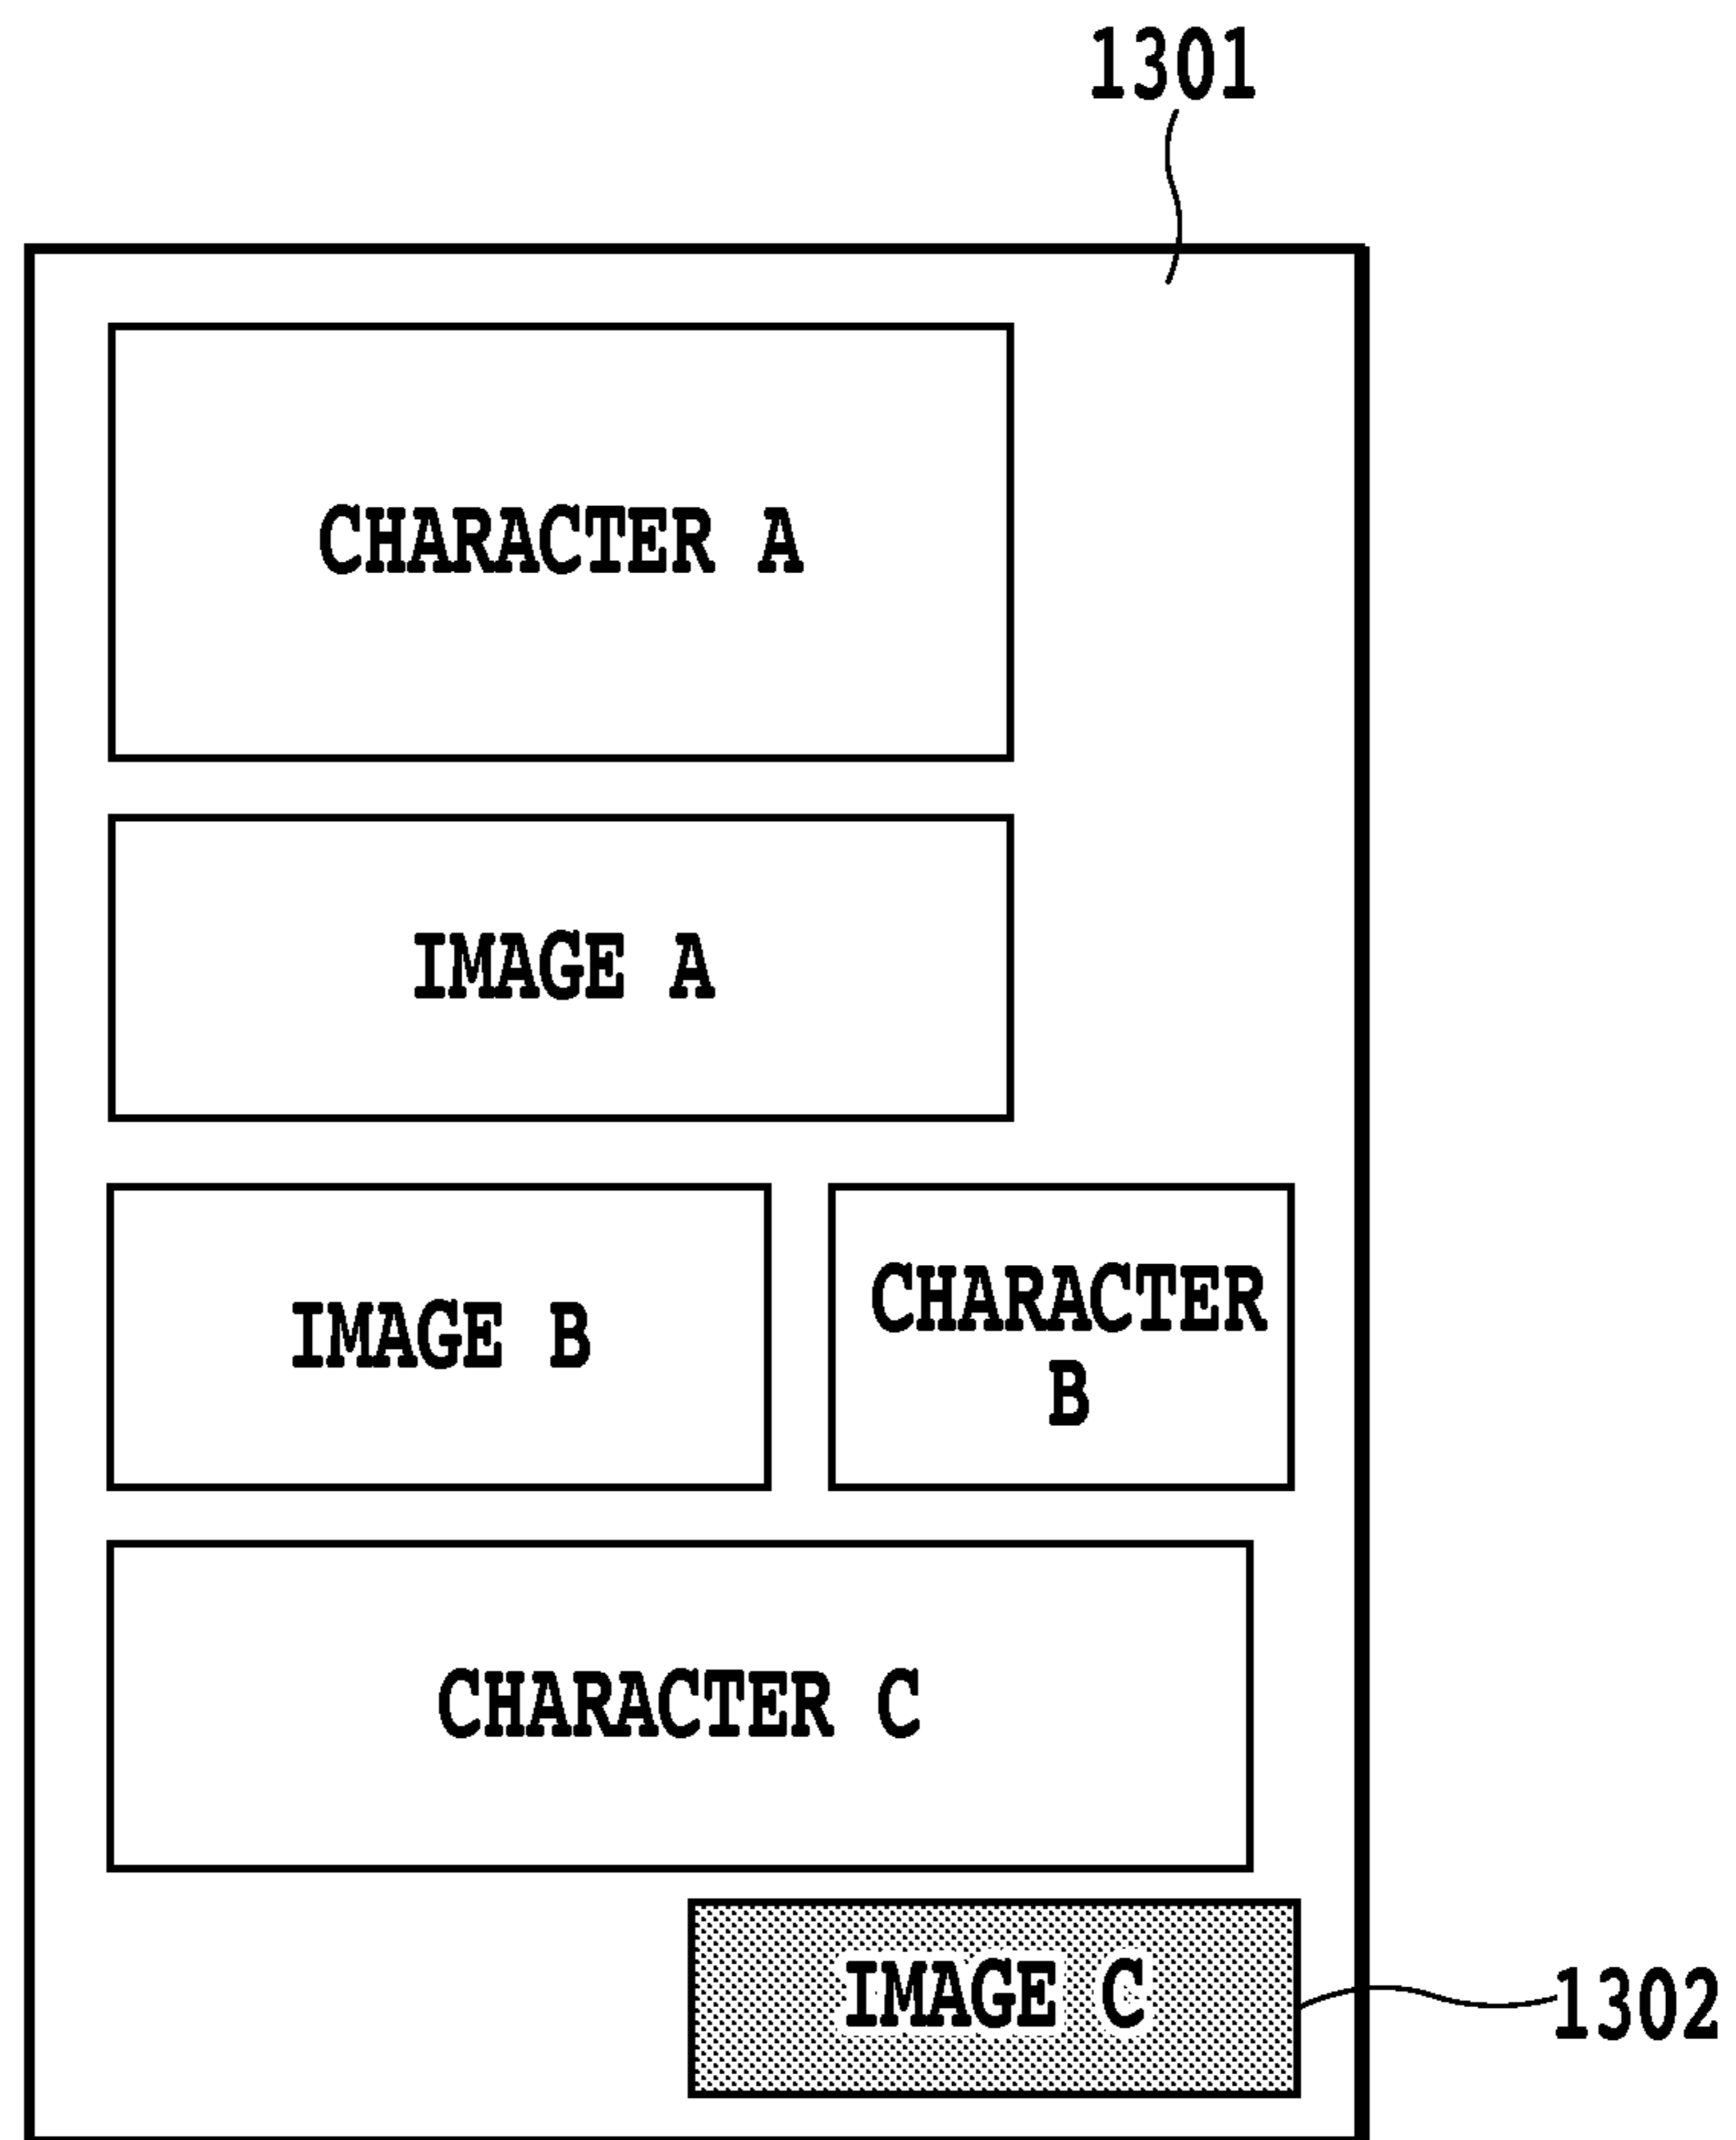 1301
CHARACTER A
IMAGE A
IMAGE B
CHARACTER
B
CHARACTER C
IMAGE C
1302